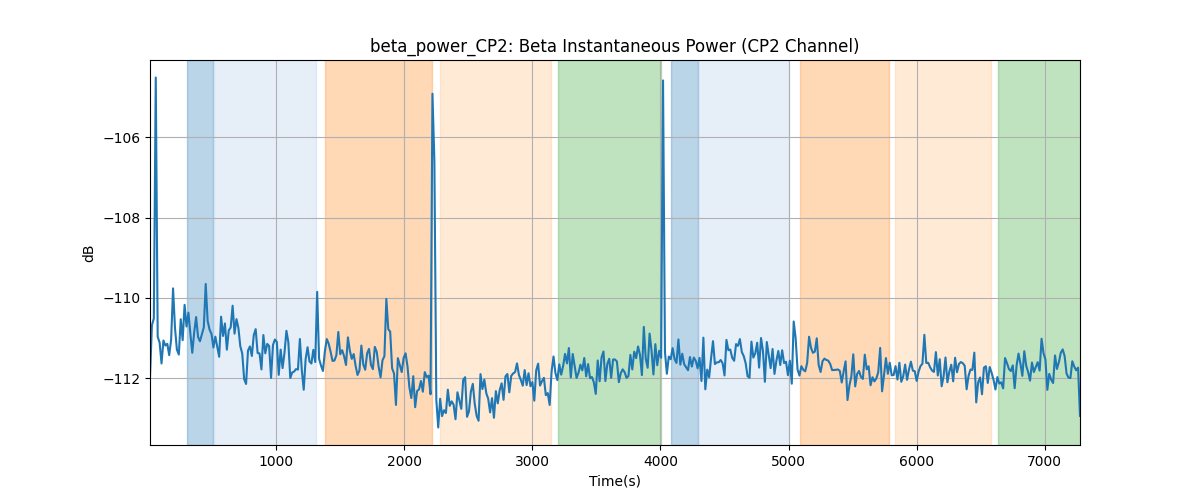 beta_power_CP2: Beta Instantaneous Power (CP2 Channel)
dB
−106
−108
−110
−112
1000 2000 3000 4000 5000 6000 7000
Time(s)